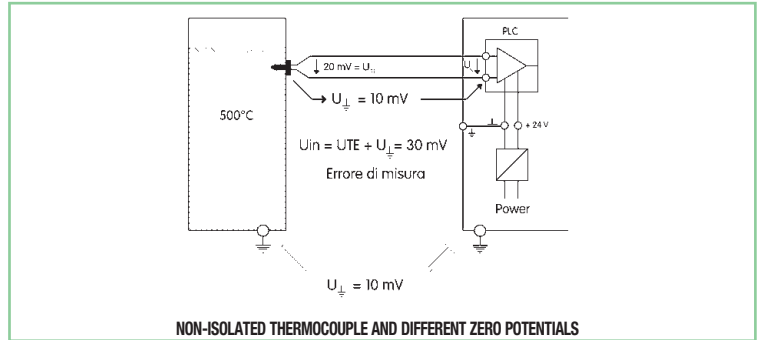 PLC
20 mV = U
U
U⊥ = 10 mV
500°C
+ 24 V
Uin = UTE + U⊥ = 30 mV
Errore di misura
Power
U⊥ = 10 mV
NON-ISOLATED THERMOCOUPLE AND DIFFERENT ZERO POTENTIALS